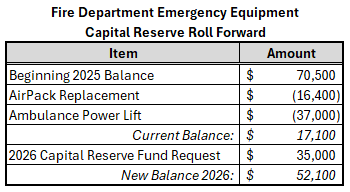 Fire Department Emergency Equipment
Capital Reserve Roll Forward
Item Amount
Beginning 2025 Balance $ 70,500
AirPack Replacement $ (16,400)
Ambulance Power Lift $ (37,000)
Current Balance: $ 17,100
2026 Capital Reserve Fund Request $ 35,000
New Balance 2026: $ 52,100